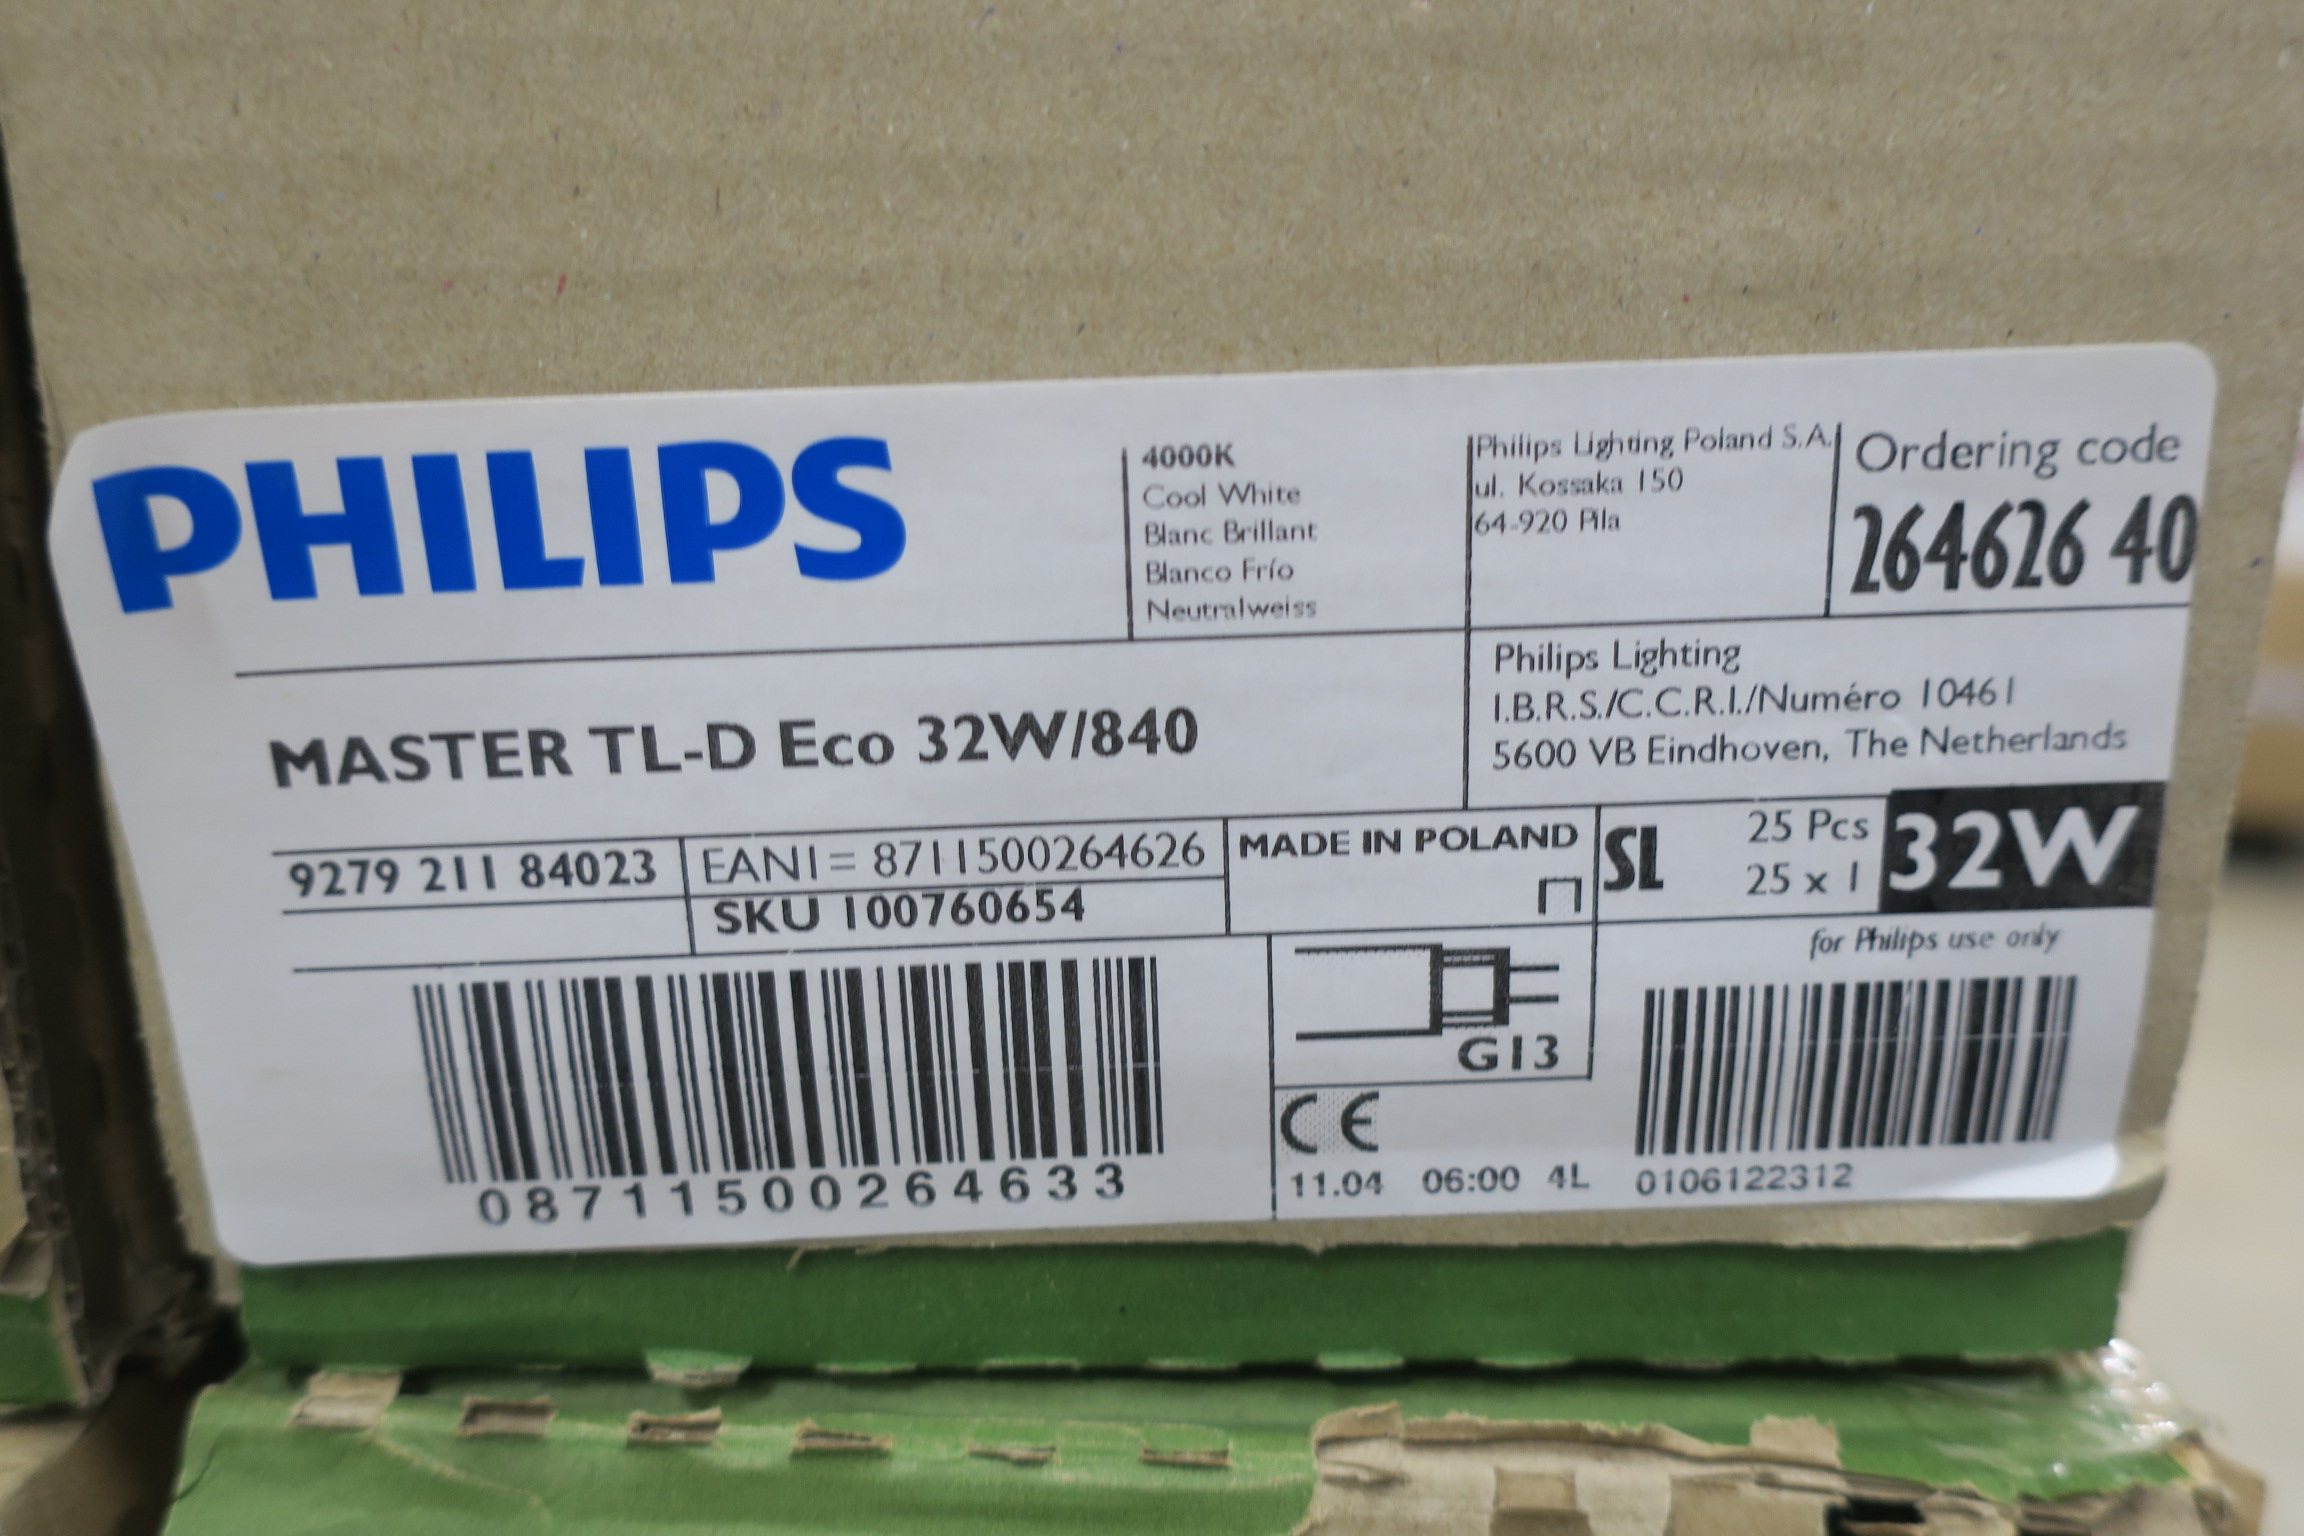 PHILIPS
4000K
Cool White
Blanc Brillant
Blanco Frío
Neutralweiss
Philips Lighting Poland S.A.
ul. Kossaka 150
64-920 Pila
Ordering code
264626 40
MASTER TL-D Eco 32W/840
Philips Lighting
I.B.R.S./C.C.R.I./Numéro 10461
5600 VB Eindhoven, The Netherlands
9279 211 84023
EAN1= 8711500264626
SKU 100760654
MADE IN POLAND
SL
25 Pcs
25 x 1
32W
for Philips use only
G13
CE
08711500264633
11.04 06:00 4L
0106122312